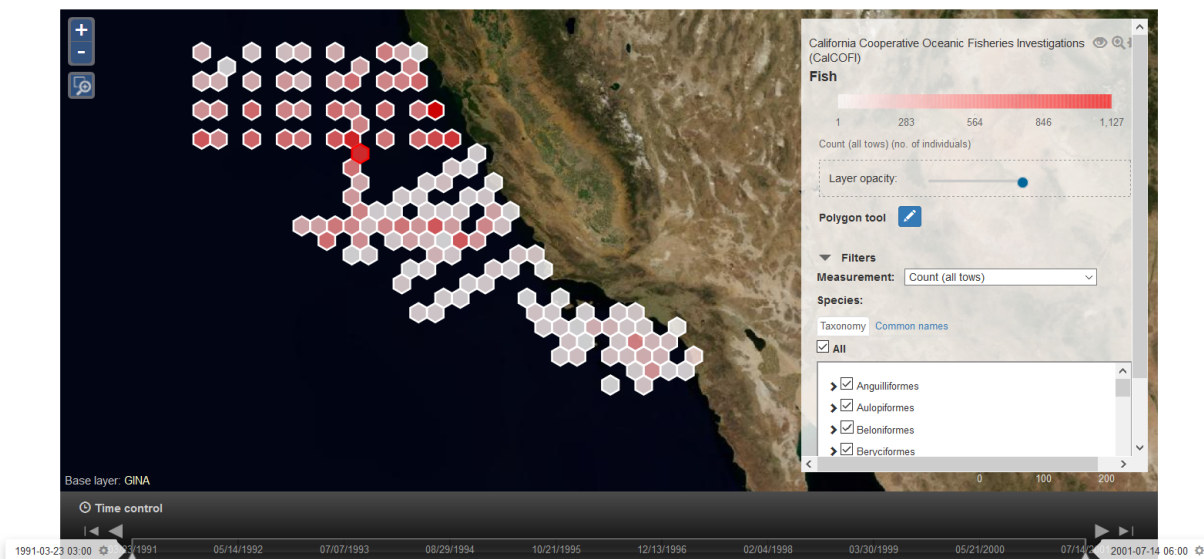 +
-
California Cooperative Oceanic Fisheries Investigations
(CalCOFI)
Fish
1 283 564 846 1,127
Count (all tows) (no. of individuals)
Layer opacity:
Polygon tool
Filters
Measurement: Count (all tows)
Species:
Taxonomy Common names
All
Anguilliformes
Aulopiformes
Beloniformes
Beryciformes
Base layer: GINA
0 100 200
Time control
1991-03-23 03:00
05/14/1992 07/07/1993 08/29/1994 10/21/1995 12/13/1996 02/04/1998 03/30/1999 05/21/2000
2001-07-14 06:00